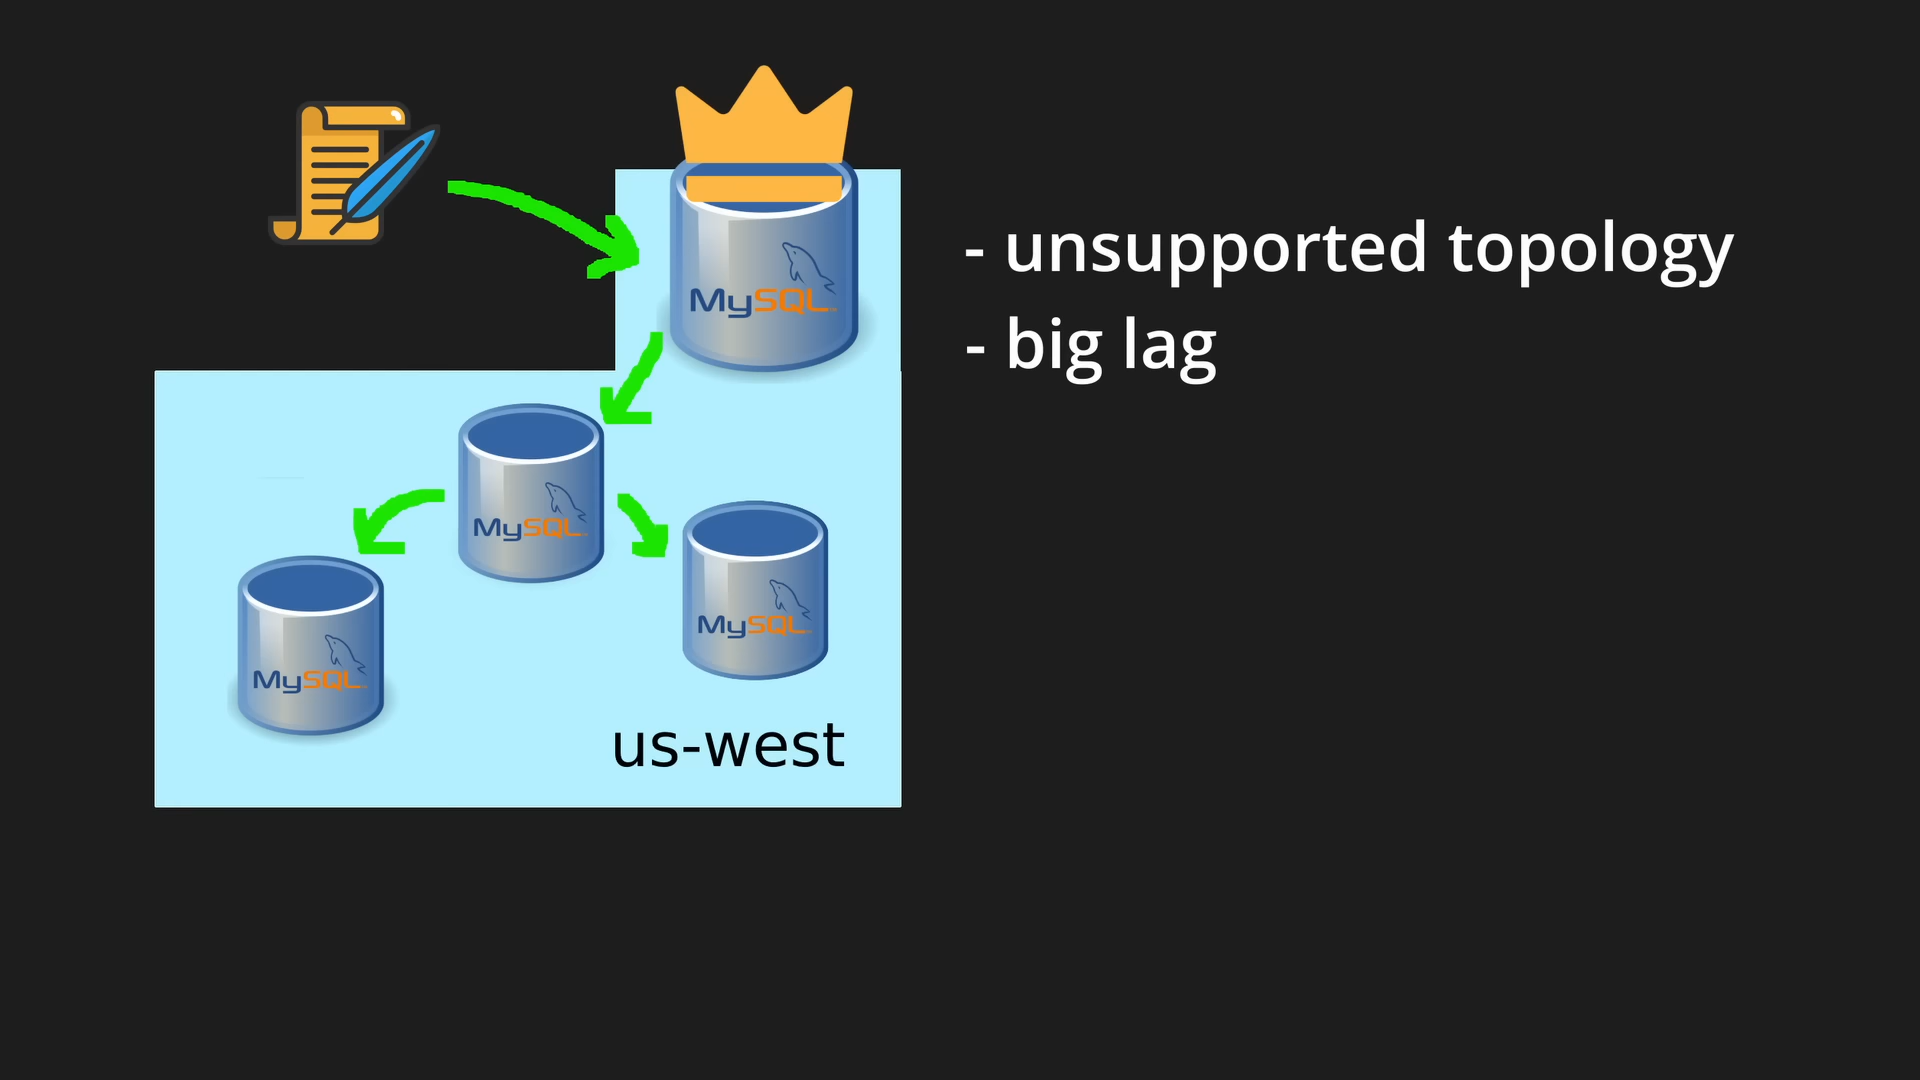 - unsupported topology
MySQL
- big lag
MySQL
MySQL
MySQL
us-west